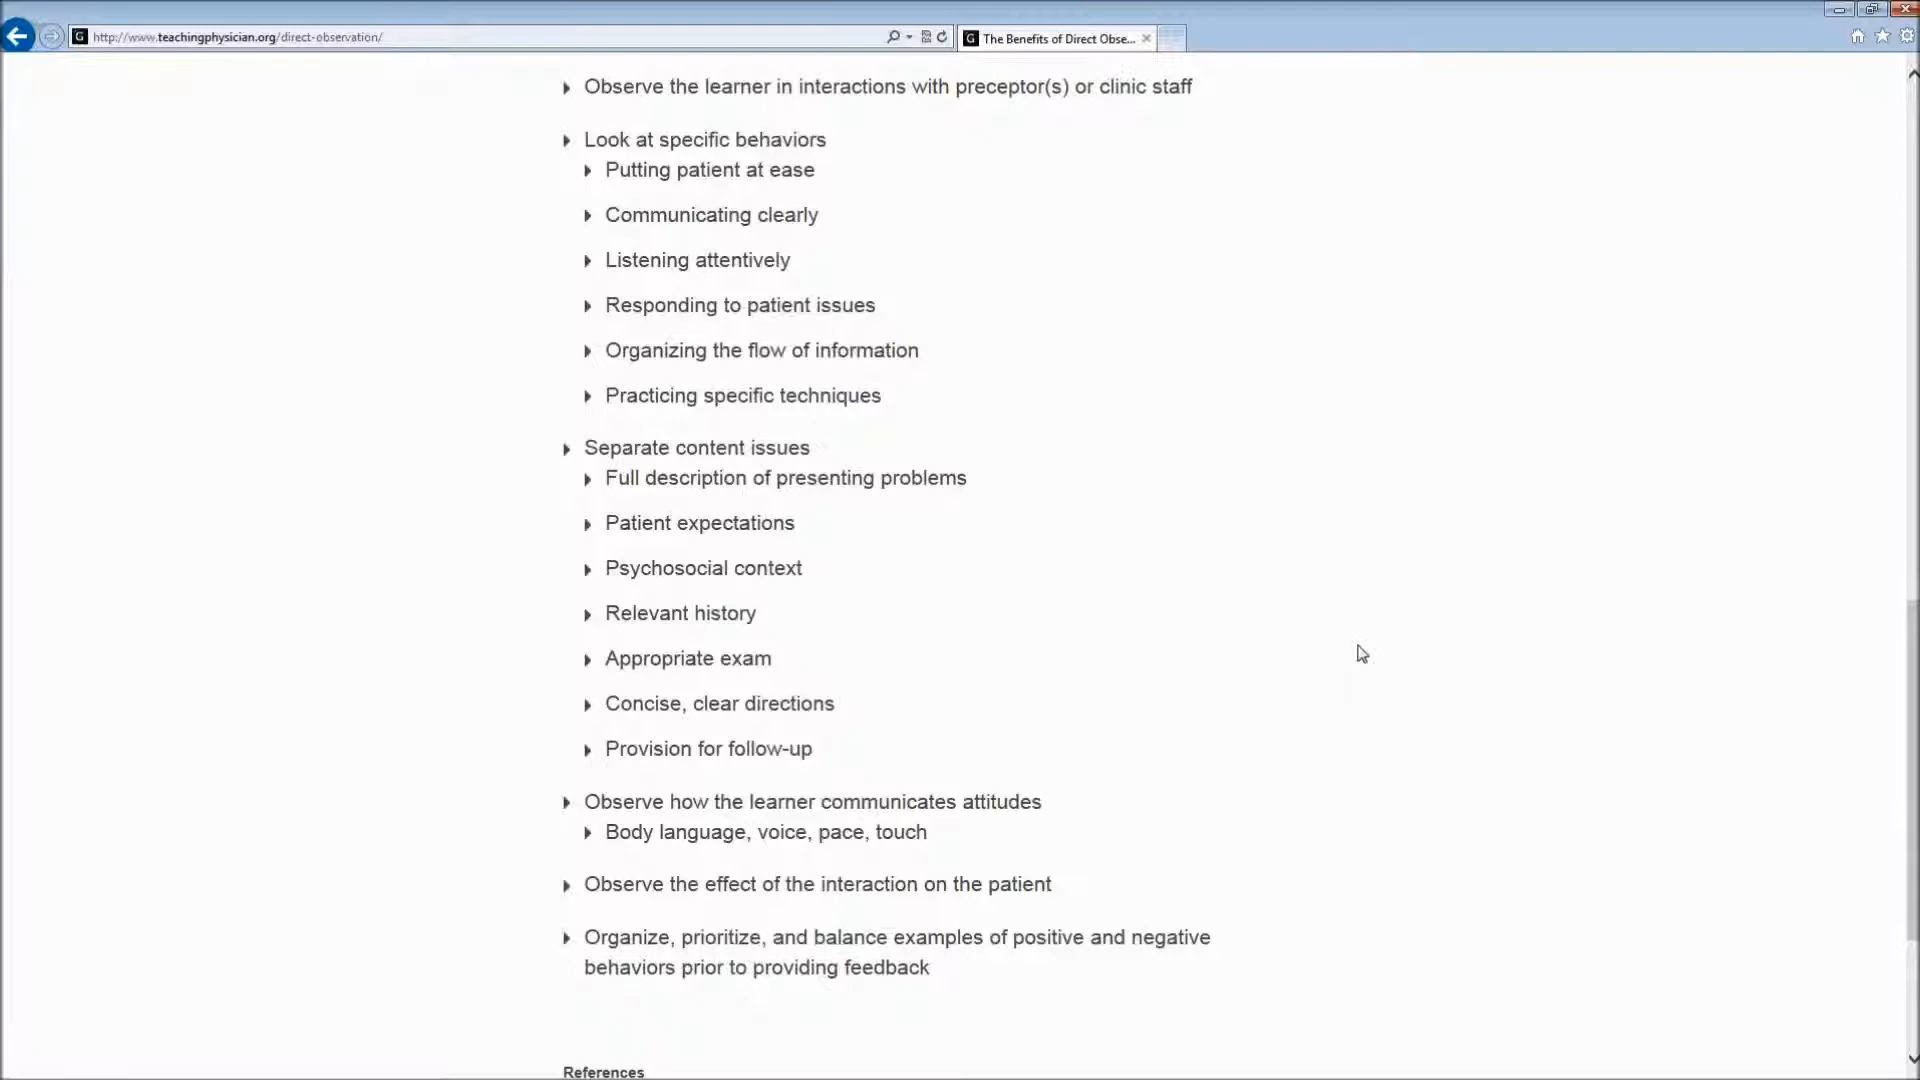 http://www.teachingphysician.org/direct-observation/
The Benefits of Direct Obse...
Observe the learner in interactions with preceptor(s) or clinic staff
Look at specific behaviors
Putting patient at ease
Communicating clearly
Listening attentively
Responding to patient issues
Organizing the flow of information
Practicing specific techniques
Separate content issues
Full description of presenting problems
Patient expectations
Psychosocial context
Relevant history
Appropriate exam
Concise, clear directions
Provision for follow-up
Observe how the learner communicates attitudes
Body language, voice, pace, touch
Observe the effect of the interaction on the patient
Organize, prioritize, and balance examples of positive and negative
behaviors prior to providing feedback
References